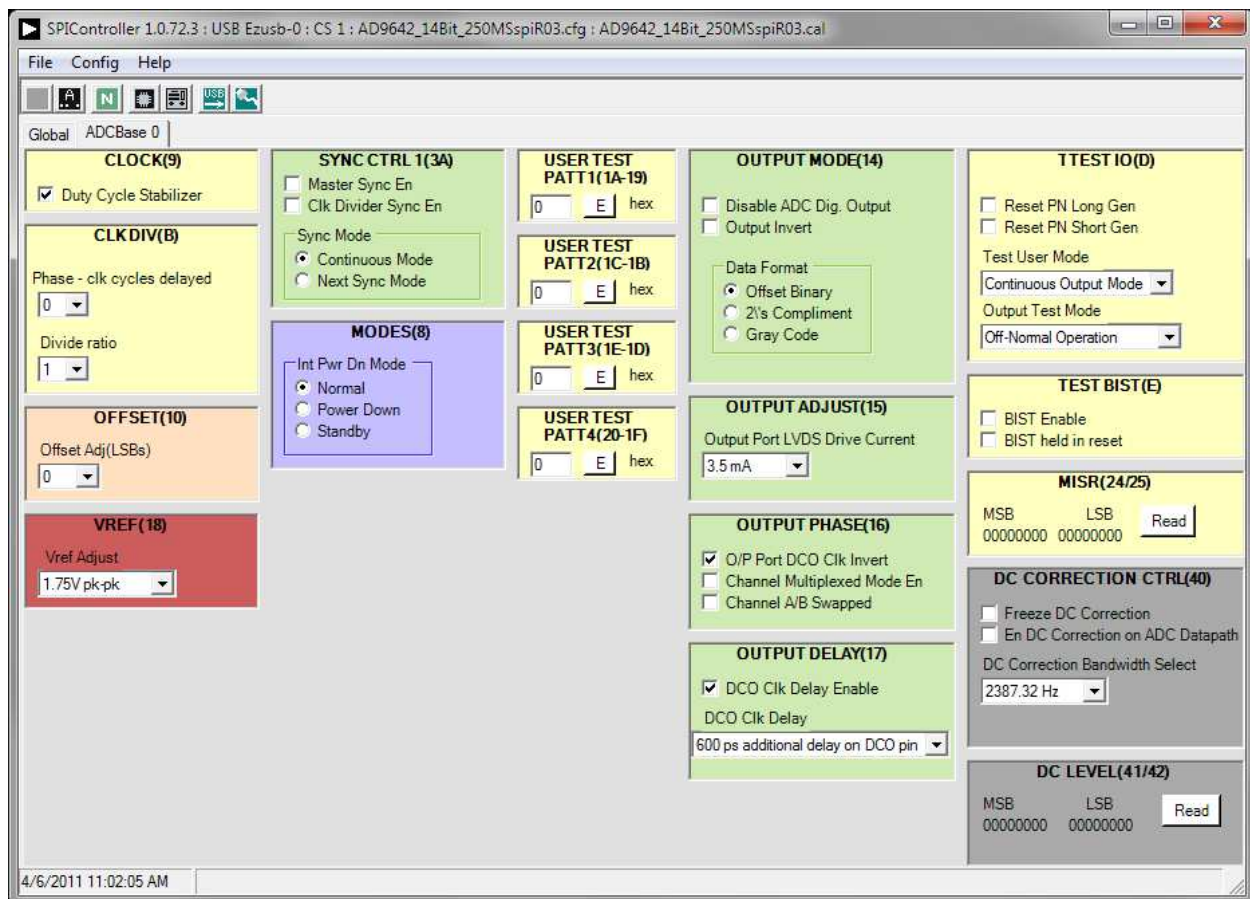 SPIController 1.0.72.3 : USB Ezusb-0 : CS 1 : AD9642_14Bit_250MSspiR03.cfg : AD9642_14Bit_250MSspiR03.cal
File Config Help
A N USB
Global ADCBase 0
CLOCK(9)
Duty Cycle Stabilizer
CLKDIV(B)
Phase - clk cycles delayed
0
Divide ratio
1
OFFSET(10)
Offset Adj(LSBs)
0
VREF(18)
Vref Adjust
1.75V pk-pk
SYNC CTRL 1(3A)
Master Sync En
Clk Divider Sync En
Sync Mode
Continuous Mode
Next Sync Mode
MODES(8)
Int Pwr Dn Mode
Normal
Power Down
Standby
USER TEST
PATT1(1A-19)
0 E hex
USER TEST
PATT2(1C-1B)
0 E hex
USER TEST
PATT3(1E-1D)
0 E hex
USER TEST
PATT4(20-1F)
0 E hex
OUTPUT MODE(14)
Disable ADC Dig. Output
Output Invert
Data Format
Offset Binary
2\'s Compliment
Gray Code
OUTPUT ADJUST(15)
Output Port LVDS Drive Current
3.5 mA
OUTPUT PHASE(16)
O/P Port DCO Clk Invert
Channel Multiplexed Mode En
Channel A/B Swapped
OUTPUT DELAY(17)
DCO Clk Delay Enable
DCO Clk Delay
600 ps additional delay on DCO pin
TTEST IO(D)
Reset PN Long Gen
Reset PN Short Gen
Test User Mode
Continuous Output Mode
Output Test Mode
Off-Normal Operation
TEST BIST(E)
BIST Enable
BIST held in reset
MISR(24/25)
MSB LSB
00000000 00000000 Read
DC CORRECTION CTRL(40)
Freeze DC Correction
En DC Correction on ADC Datapath
DC Correction Bandwidth Select
2387.32 Hz
DC LEVEL(41/42)
MSB LSB
00000000 00000000 Read
4/6/2011 11:02:05 AM